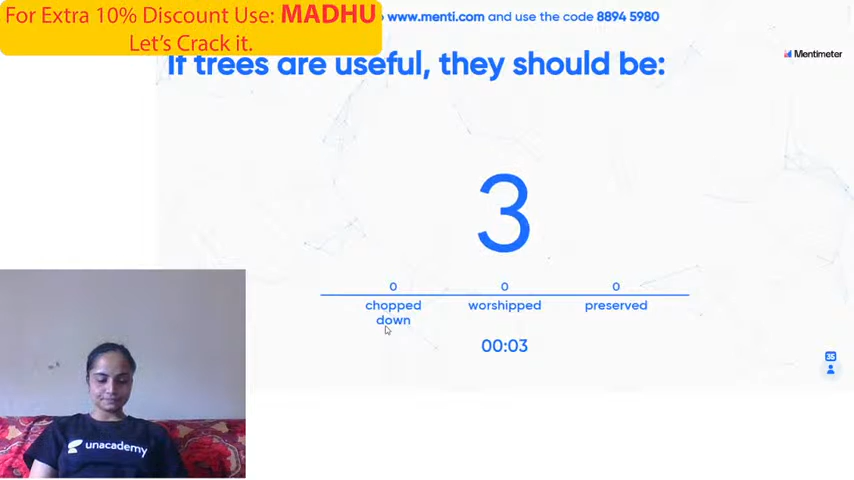 For Extra 10% Discount Use: MADHU
Let's Crack it.
www.menti.com and use the code 8894 5980
Mentimeter
If trees are useful, they should be:
3
0 0 0
chopped down worshipped preserved
00:03
35
unacademy